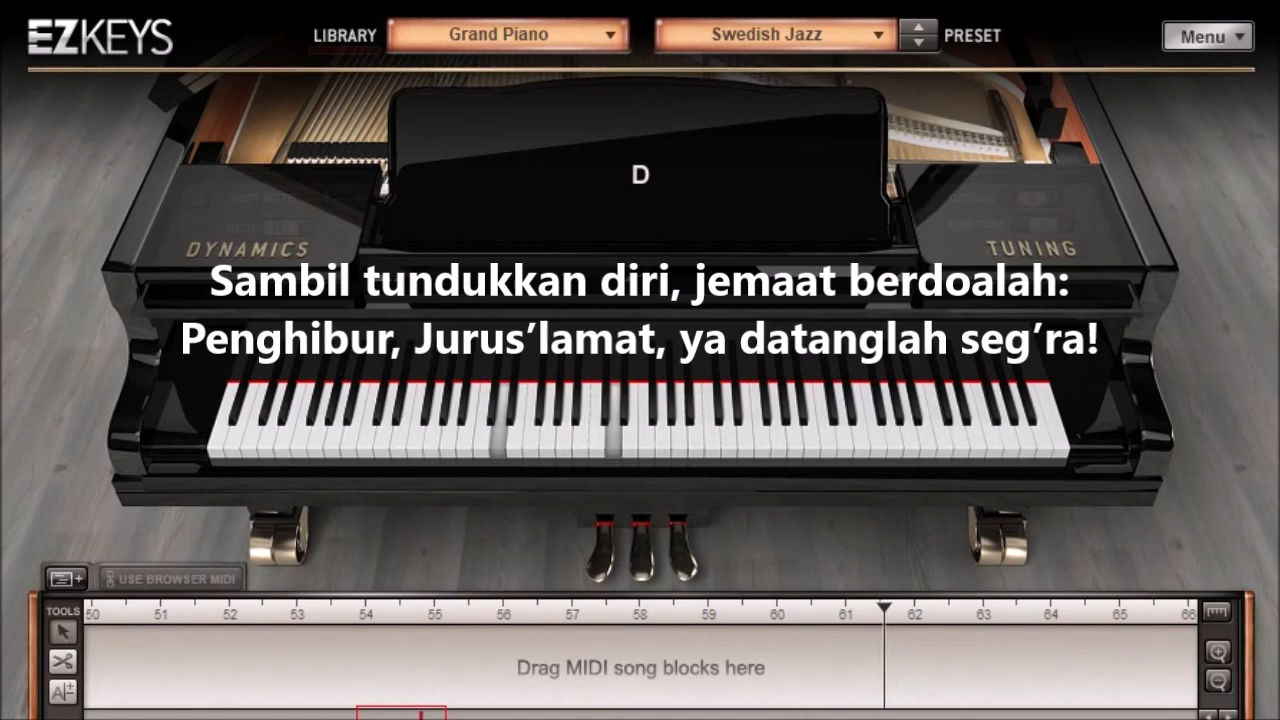 EZKEYS
LIBRARY Grand Piano Swedish Jazz PRESET Menu
D
DYNAMICS TUNING
Sambil tundukkan diri, jemaat berdoalah:
Penghibur, Jurus’lamat, ya datanglah seg’ra!
USE BROWSER MIDI
TOOLS 50 51 52 53 54 55 56 57 58 59 60 61 62 63 64 65 66
Drag MIDI song blocks here